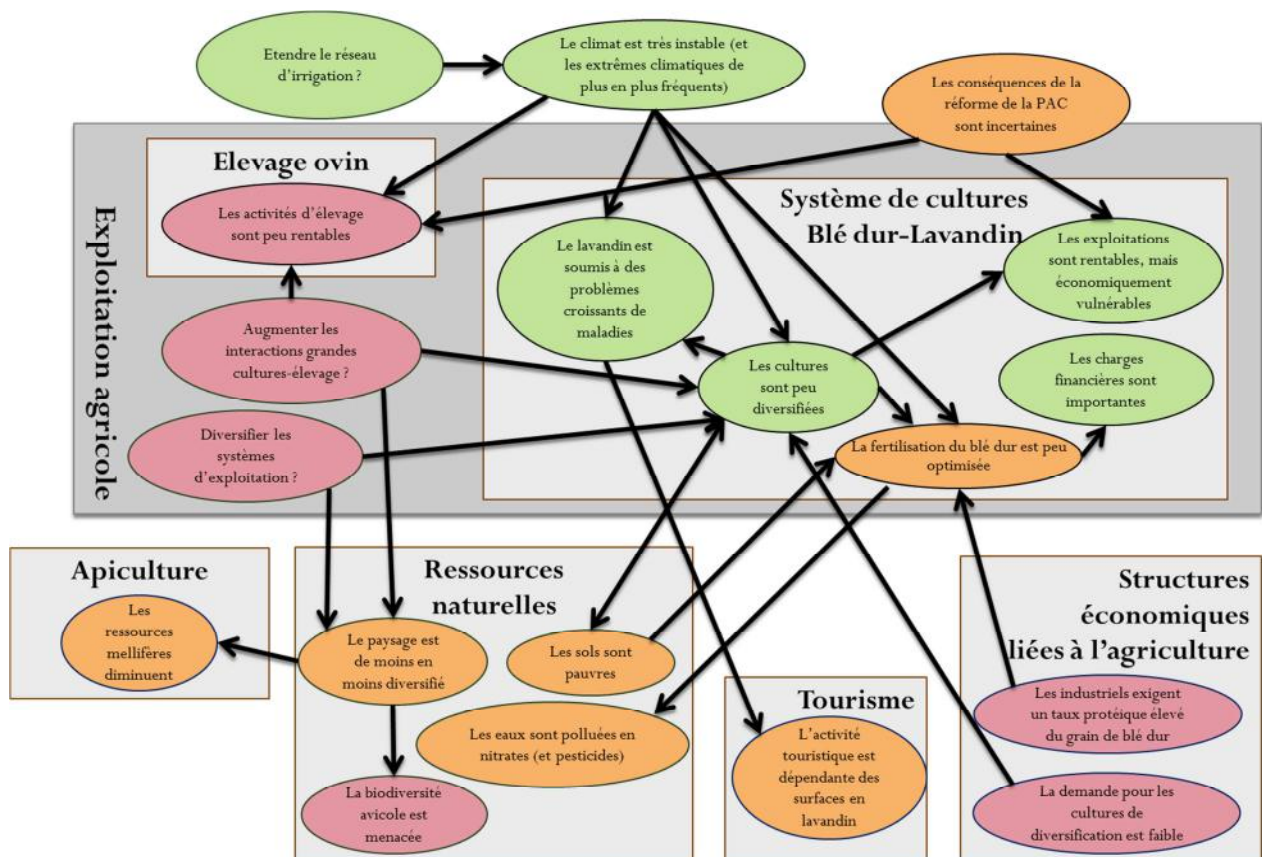 Etendre le réseau
d'irrigation ?
Le climat est très instable (et
les extrêmes climatiques de
plus en plus fréquents)
Les conséquences de la
réforme de la PAC
sont incertaines
Exploitation agricole
Elevage ovin
Les activités d'élevage
sont peu rentables
Système de cultures
Blé dur-Lavandin
Le lavandin est
soumis à des
problèmes
croissants de
maladies
Les exploitations
sont rentables, mais
économiquement
vulnérables
Augmenter les
interactions grandes
cultures-élevage ?
Les cultures
sont peu
diversifiées
Les charges
financières sont
importantes
Diversifier les
systèmes
d'exploitation ?
La fertilisation du blé dur est peu
optimisée
Apiculture
Les
ressources
mellifères
diminuent
Ressources
naturelles
Le paysage est
de moins en
moins diversifié
Les sols sont
pauvres
Les eaux sont polluées en
nitrates (et pesticides)
La biodiversité
avicole est
menacée
Tourisme
L'activité
touristique est
dépendante des
surfaces en
lavandin
Structures
économiques
liées à l'agriculture
Les industriels exigent
un taux protéique élevé
du grain de blé dur
La demande pour les
cultures de
diversification est faible